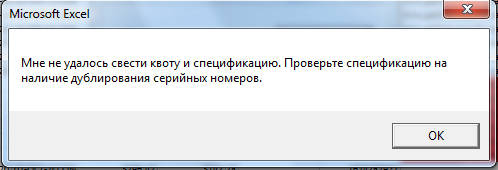 Microsoft Excel
Мне не удалось свести квоту и спецификацию. Проверьте спецификацию на
наличие дублирования серийных номеров.
OK